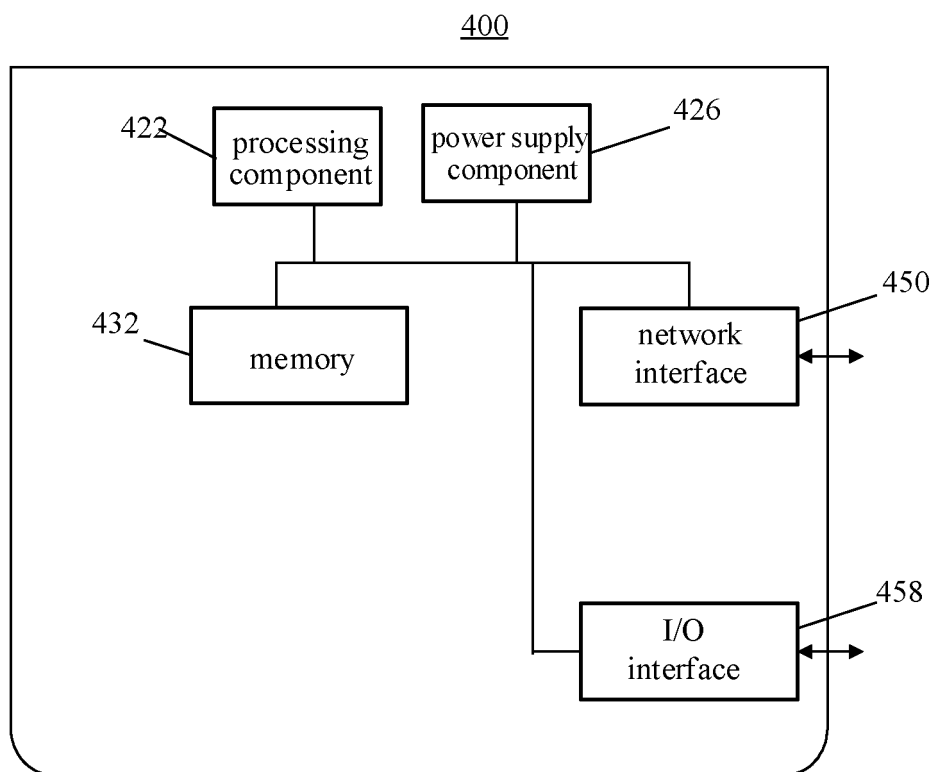 400
422
processing
component
power supply
component
426
432
memory
network
interface
450
I/O
interface
458